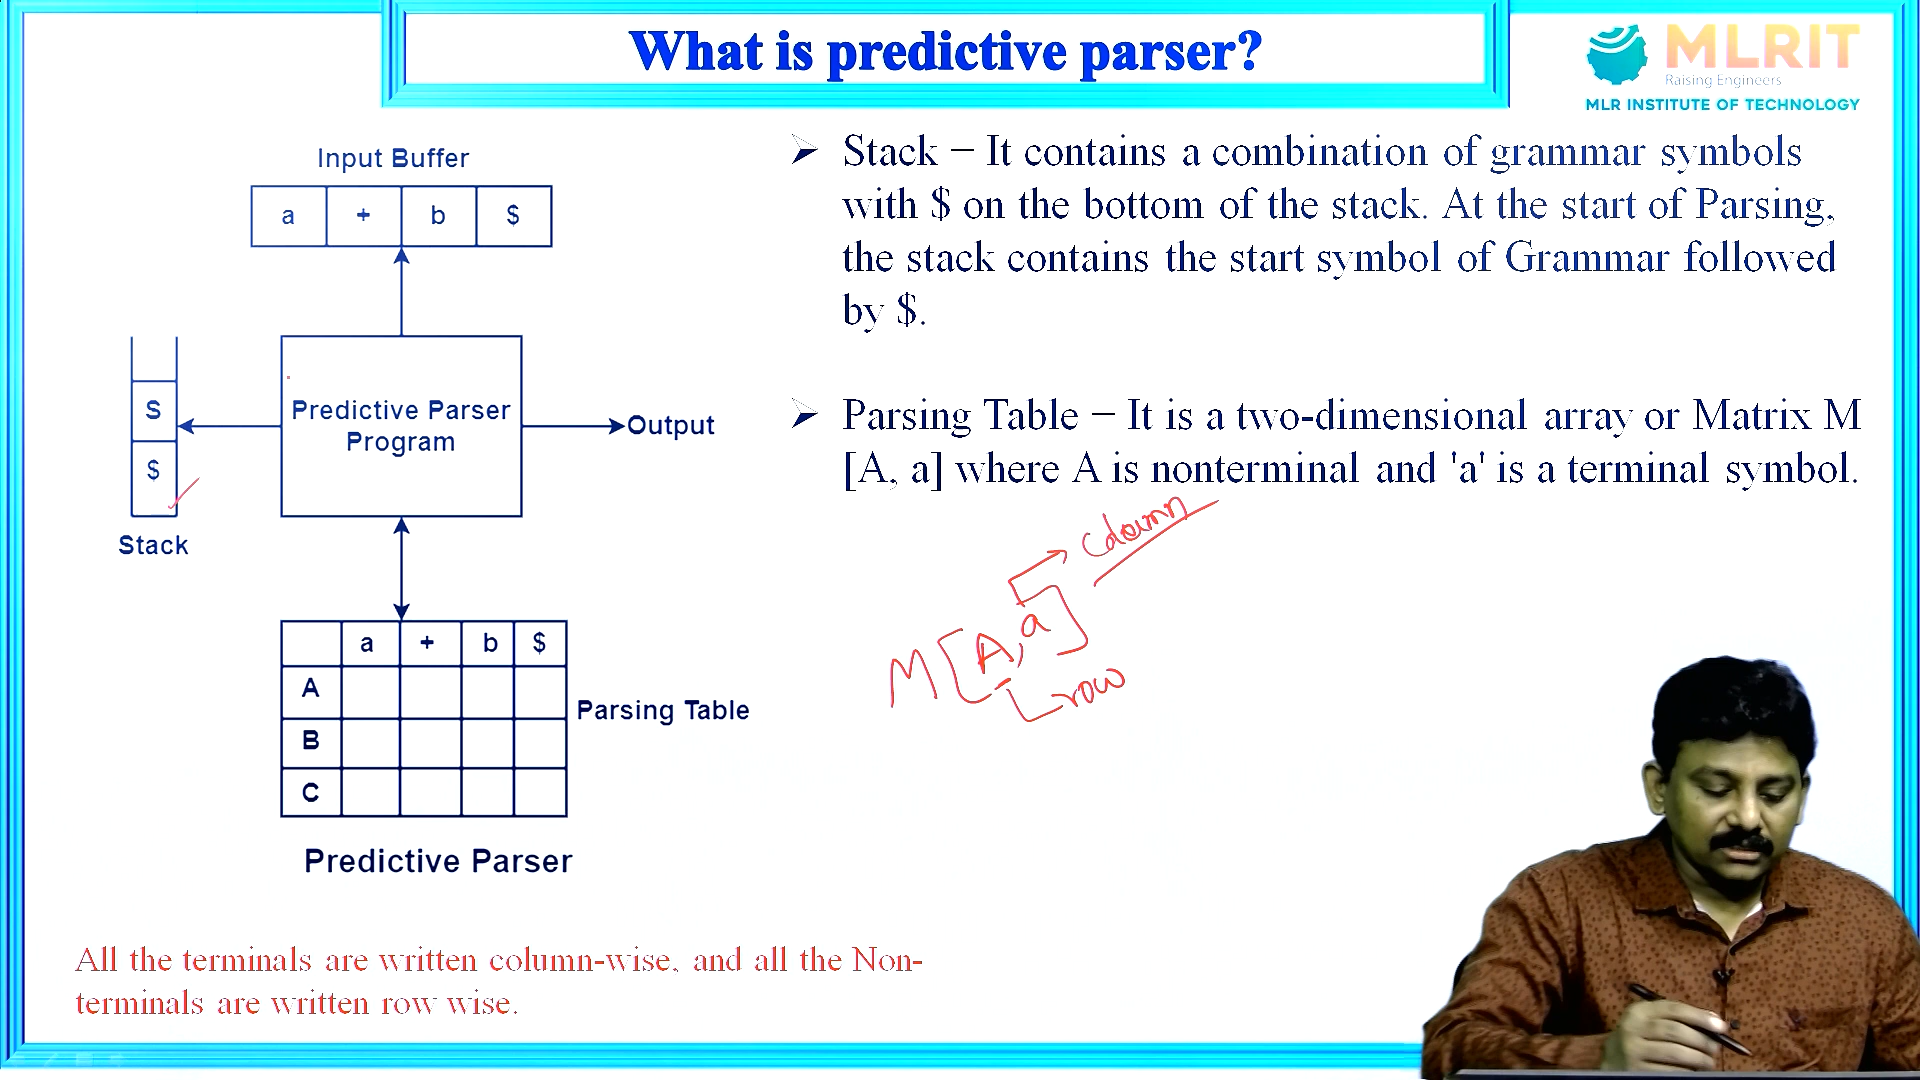 What is predictive parser?
MLRIT
Raising Engineers
MLR INSTITUTE OF TECHNOLOGY
Input Buffer
a + b $
S
$
Stack
Predictive Parser
Program
Output
a + b $
A
B
C
Parsing Table
Predictive Parser
All the terminals are written column-wise, and all the Non-
terminals are written row wise.
Stack – It contains a combination of grammar symbols
with $ on the bottom of the stack. At the start of Parsing,
the stack contains the start symbol of Grammar followed
by $.
Parsing Table – It is a two-dimensional array or Matrix M
[A, a] where A is nonterminal and 'a' is a terminal symbol.
column
M[A,a]
row